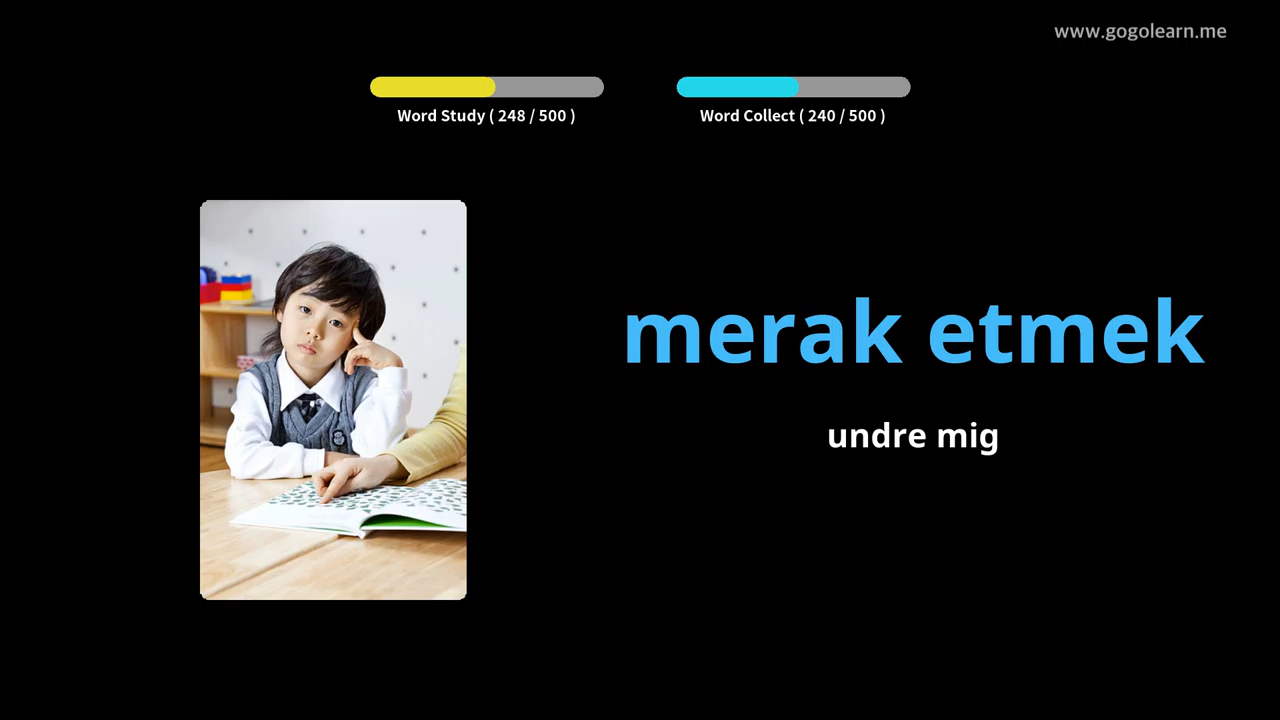 www.gogolearn.me
Word Study ( 248 / 500 )
Word Collect ( 240 / 500 )
merak etmek
undre mig